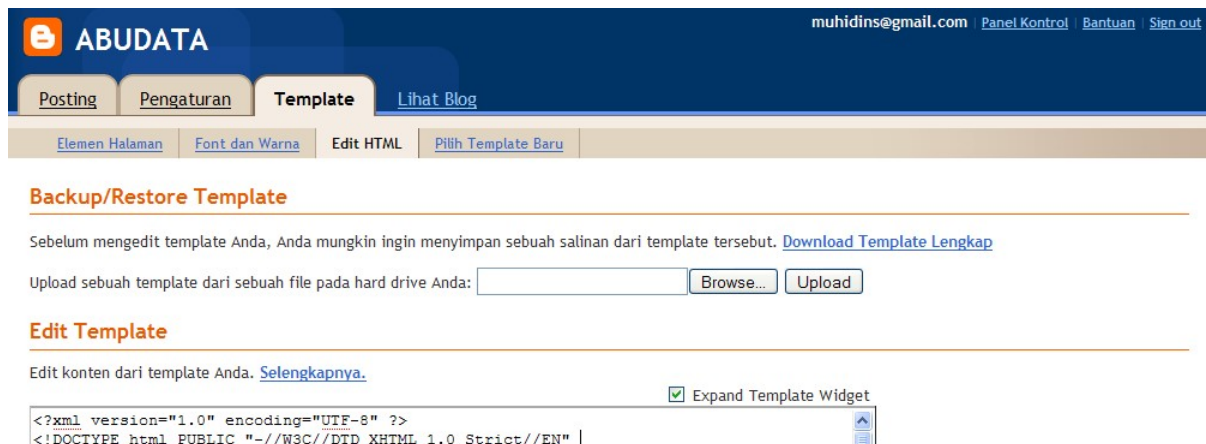 muhidins@gmail.com | Panel Kontrol | Bantuan | Sign out
ABUDATA
Posting Pengaturan Template Lihat Blog
Elemen Halaman Font dan Warna Edit HTML Pilih Template Baru
Backup/Restore Template
Sebelum mengedit template Anda, Anda mungkin ingin menyimpan sebuah salinan dari template tersebut. Download Template Lengkap
Upload sebuah template dari sebuah file pada hard drive Anda: Browse... Upload
Edit Template
Edit konten dari template Anda. Selengkapnya.
Expand Template Widget
<?xml version="1.0" encoding="UTF-8" ?>
<!DOCTYPE html PUBLIC "-//W3C//DTD XHTML 1.0 Strict//EN"